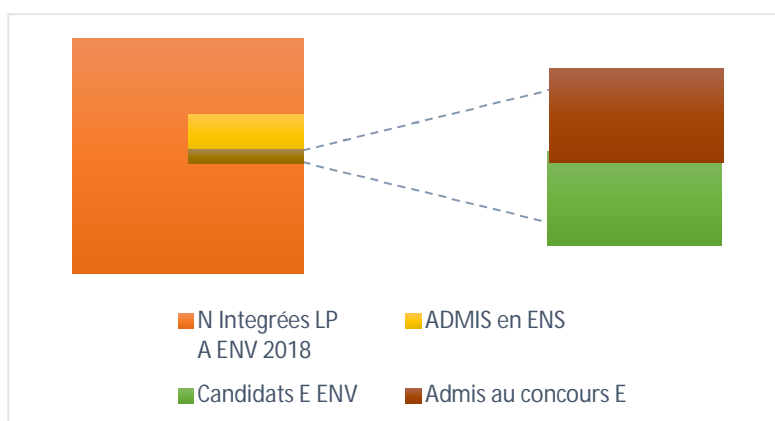 N Integrées LP
A ENV 2018
ADMIS en ENS
Candidats E ENV
Admis au concours E